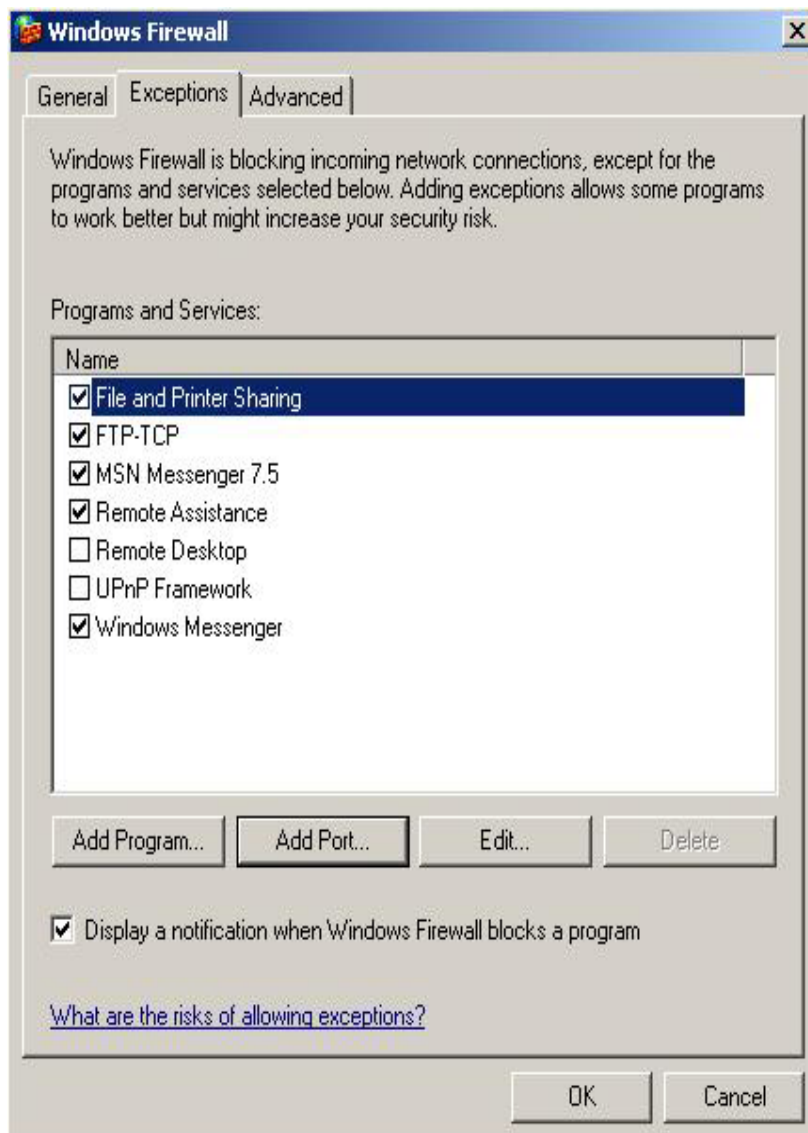 Windows Firewall
General Exceptions Advanced
Windows Firewall is blocking incoming network connections, except for the
programs and services selected below. Adding exceptions allows some programs
to work better but might increase your security risk.
Programs and Services:
Name
File and Printer Sharing
FTP-TCP
MSN Messenger 7.5
Remote Assistance
Remote Desktop
UPnP Framework
Windows Messenger
Add Program... Add Port... Edit... Delete
Display a notification when Windows Firewall blocks a program
What are the risks of allowing exceptions?
OK Cancel